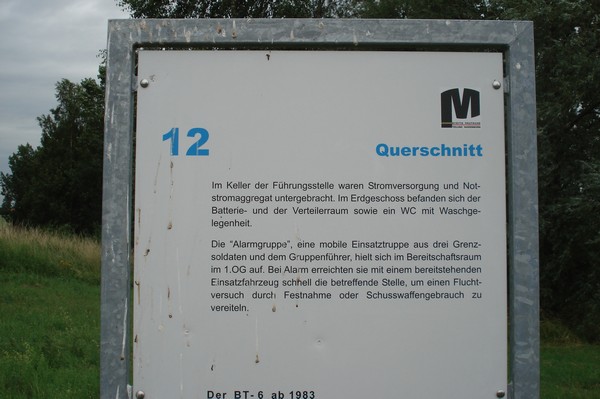 M
12
Querschnitt
Im Keller der Führungsstelle waren Stromversorgung und Not-
stromaggregat untergebracht. Im Erdgeschoss befanden sich der
Batterie- und der Verteilerraum sowie ein WC mit Waschge-
legenheit.
Die "Alarmgruppe", eine mobile Einsatztruppe aus drei Grenz-
soldaten und dem Gruppenführer, hielt sich im Bereitschaftsraum
im 1.OG auf. Bei Alarm erreichten sie mit einem bereitstehenden
Einsatzfahrzeug schnell die betreffende Stelle, um einen Flucht-
versuch durch Festnahme oder Schusswaffengebrauch zu
vereiteln.
Der BT- 6 ab 1983